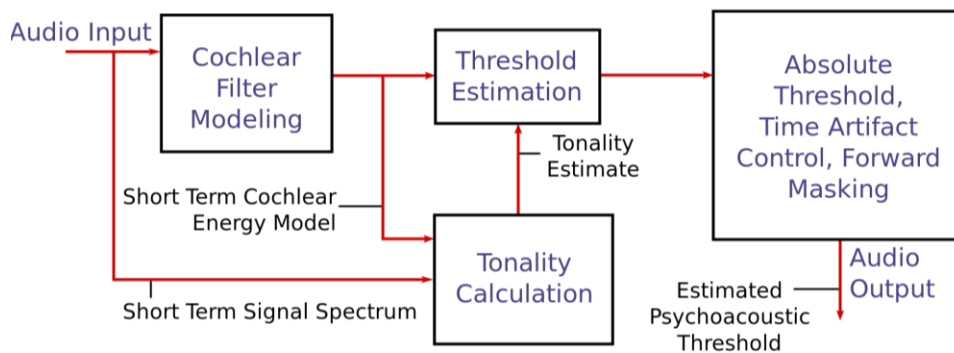 Audio Input
Cochlear
Filter
Modeling
Threshold
Estimation
Absolute
Threshold,
Time Artifact
Control, Forward
Masking
Tonality
Estimate
Short Term Cochlear
Energy Model
Tonality
Calculation
Short Term Signal Spectrum
Audio
Output
Estimated
Psychoacoustic
Threshold